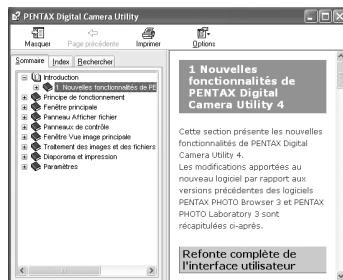 PENTAX Digital Camera Utility
Masquer
Page précédente
Imprimer
Options
Sommaire
Index
Rechercher
Introduction
1 Nouvelles fonctionnalités de PE
Principe de fonctionnement
Fenêtre principale
Panneau Afficher fichier
Panneaux de contrôle
Fenêtre Vue image principale
Traitement des images et des fichiers
Diaporama et impression
Paramètres
1 Nouvelles
fonctionnalités de
PENTAX Digital
Camera Utility 4
Cette section présente les nouvelles
fonctionnalités de PENTAX Digital
Camera Utility 4.
Les modifications apportées au
nouveau logiciel par rapport aux
versions précédentes des logiciels
PENTAX PHOTO Browser 3 et PENTAX
PHOTO Laboratory 3 sont
récapitulées ci-après.
Refonte complète de
l'interface utilisateur